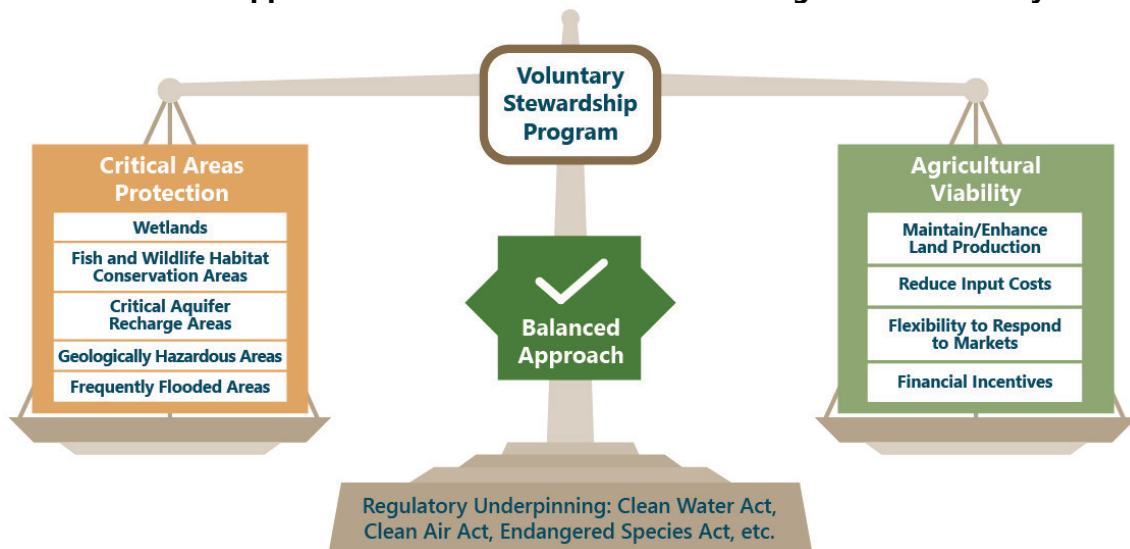 Voluntary
Stewardship
Program
Critical Areas
Protection
Wetlands
Fish and Wildlife Habitat
Conservation Areas
Critical Aquifer
Recharge Areas
Geologically Hazardous Areas
Frequently Flooded Areas
Balanced
Approach
Agricultural
Viability
Maintain/Enhance
Land Production
Reduce Input Costs
Flexibility to Respond
to Markets
Financial Incentives
Regulatory Underpinning: Clean Water Act,
Clean Air Act, Endangered Species Act, etc.